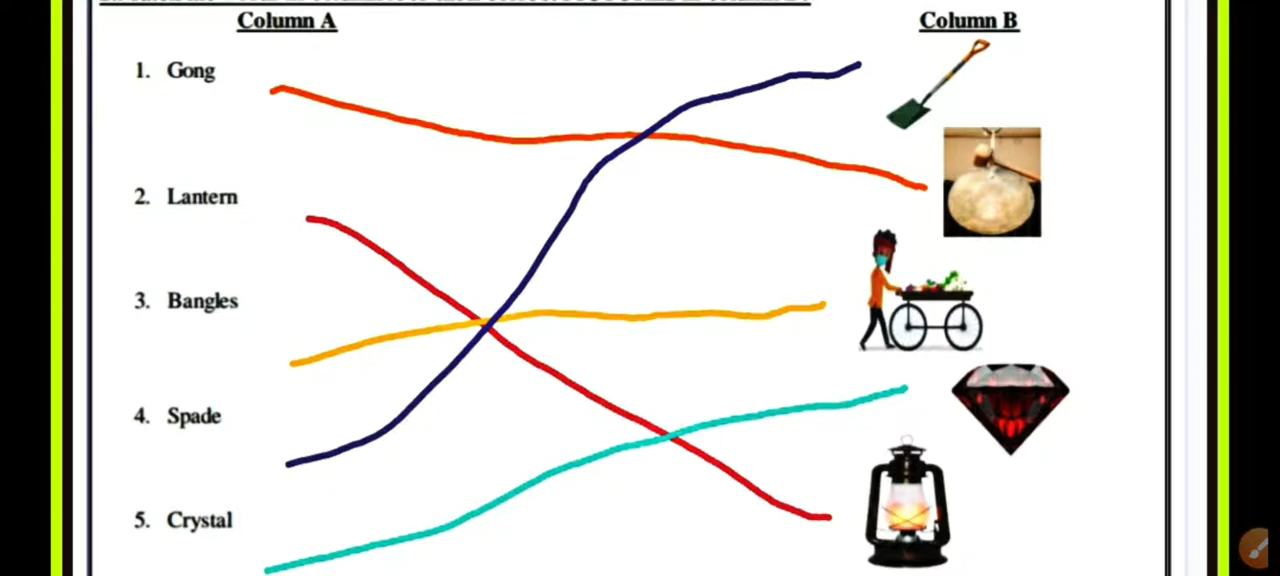 Column A
Column B
1. Gong
2. Lantern
3. Bangles
4. Spade
5. Crystal